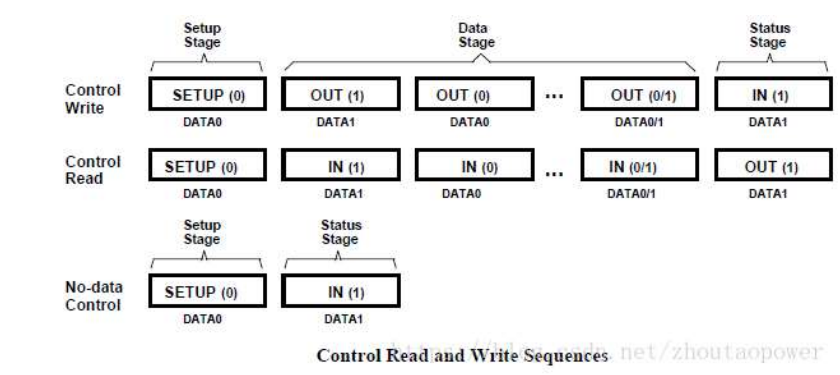 Setup Stage
Data Stage
Status Stage
Control Write
SETUP (0)
OUT (1)
OUT (0)
...
OUT (0/1)
IN (1)
DATA0
DATA1
DATA0
DATA0/1
DATA1
Control Read
SETUP (0)
IN (1)
IN (0)
...
IN (0/1)
OUT (1)
DATA0
DATA1
DATA0
DATA0/1
DATA1
Setup Stage
Status Stage
No-data Control
SETUP (0)
IN (1)
DATA0
DATA1
Control Read and Write Sequences
.net/zhoutaopower